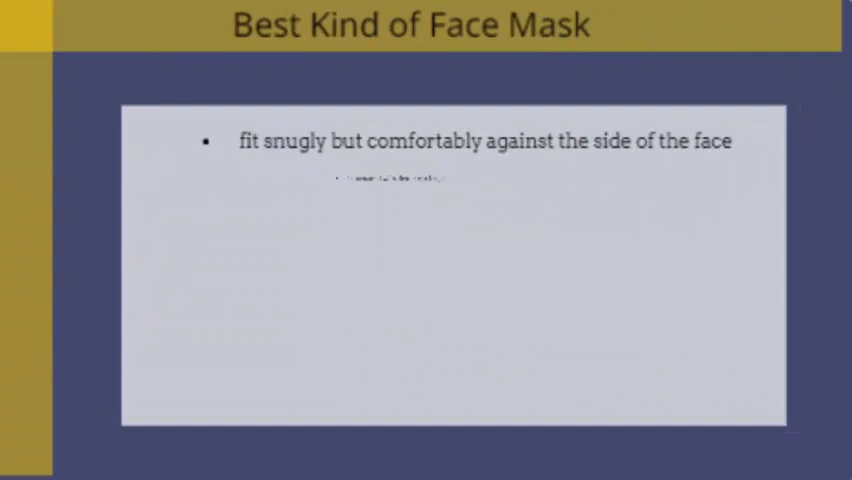 Best Kind of Face Mask
• fit snugly but comfortably against the side of the face